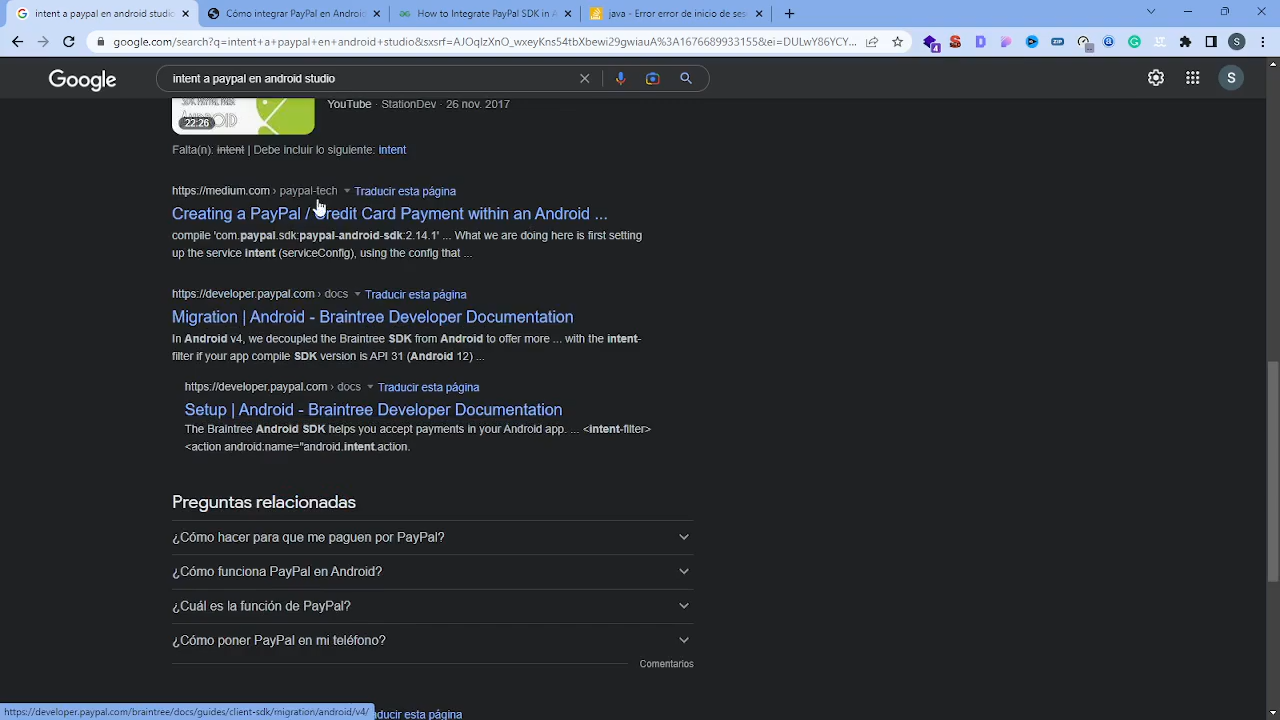 intent a paypal en android studio
Cómo integrar PayPal en Android
How to Integrate PayPal SDK in A
java - Error error de inicio de ses
google.com/search?q=intent+a+paypal+en+android+studio&sxsrf=AJOqlzXnO_wxeyKns54tbXbewi29gwiauA%3A1676689933155&ei=DULwY86YCY...
S
Google
intent a paypal en android studio
S
22:26
YouTube · StationDev · 26 nov. 2017
Falta(n): intent | Debe incluir lo siguiente: intent
https://medium.com › paypal-tech
Traducir esta página
Creating a PayPal / Credit Card Payment within an Android ...
compile 'com.paypal.sdk:paypal-android-sdk:2.14.1' ... What we are doing here is first setting
up the service intent (serviceConfig), using the config that ...
https://developer.paypal.com › docs
Traducir esta página
Migration | Android - Braintree Developer Documentation
In Android v4, we decoupled the Braintree SDK from Android to offer more ... with the intent-
filter if your app compile SDK version is API 31 (Android 12) ...
https://developer.paypal.com › docs
Traducir esta página
Setup | Android - Braintree Developer Documentation
The Braintree Android SDK helps you accept payments in your Android app. ... <intent-filter>
<action android:name="android.intent.action.
Preguntas relacionadas
¿Cómo hacer para que me paguen por PayPal?
¿Cómo funciona PayPal en Android?
¿Cuál es la función de PayPal?
¿Cómo poner PayPal en mi teléfono?
Comentarios
https://developer.paypal.com/braintree/docs/guides/client-sdk/migration/android/v4/
ducir esta página